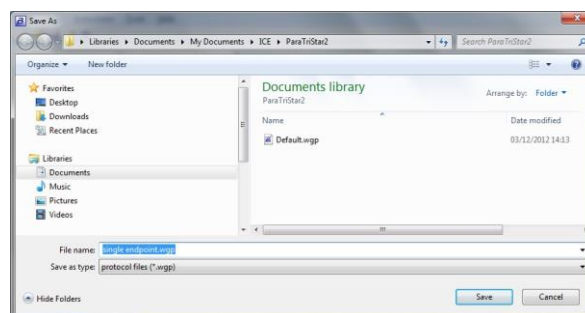 Save As
Libraries ▸ Documents ▸ My Documents ▸ ICE ▸ ParaTriStar2
Search ParaTriStar2
Organize
New folder
Favorites
Desktop
Downloads
Recent Places
Libraries
Documents
Music
Pictures
Videos
Documents library
ParaTriStar2
Arrange by: Folder
Name
Date modified
Default.wgp
03/12/2012 14:13
File name: single endpoint.wgp
Save as type: protocol files (*.wgp)
Hide Folders
Save
Cancel